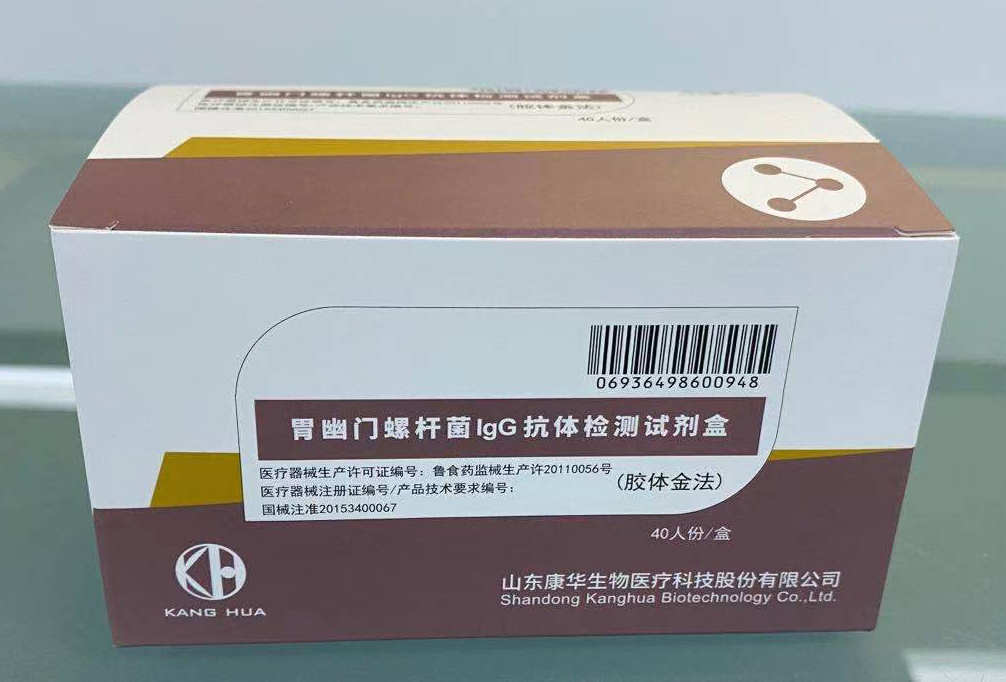 (胶体金法)
40人份/盒
06936498600948
胃幽门螺杆菌IgG抗体检测试剂盒
医疗器械生产许可证编号：鲁食药监械生产许20110056号
医疗器械注册证编号/产品技术要求编号：
(胶体金法)
国械注准20153400067
40人份/盒
KANG HUA
山东康华生物医疗科技股份有限公司
Shandong Kanghua Biotechnology Co.,Ltd.